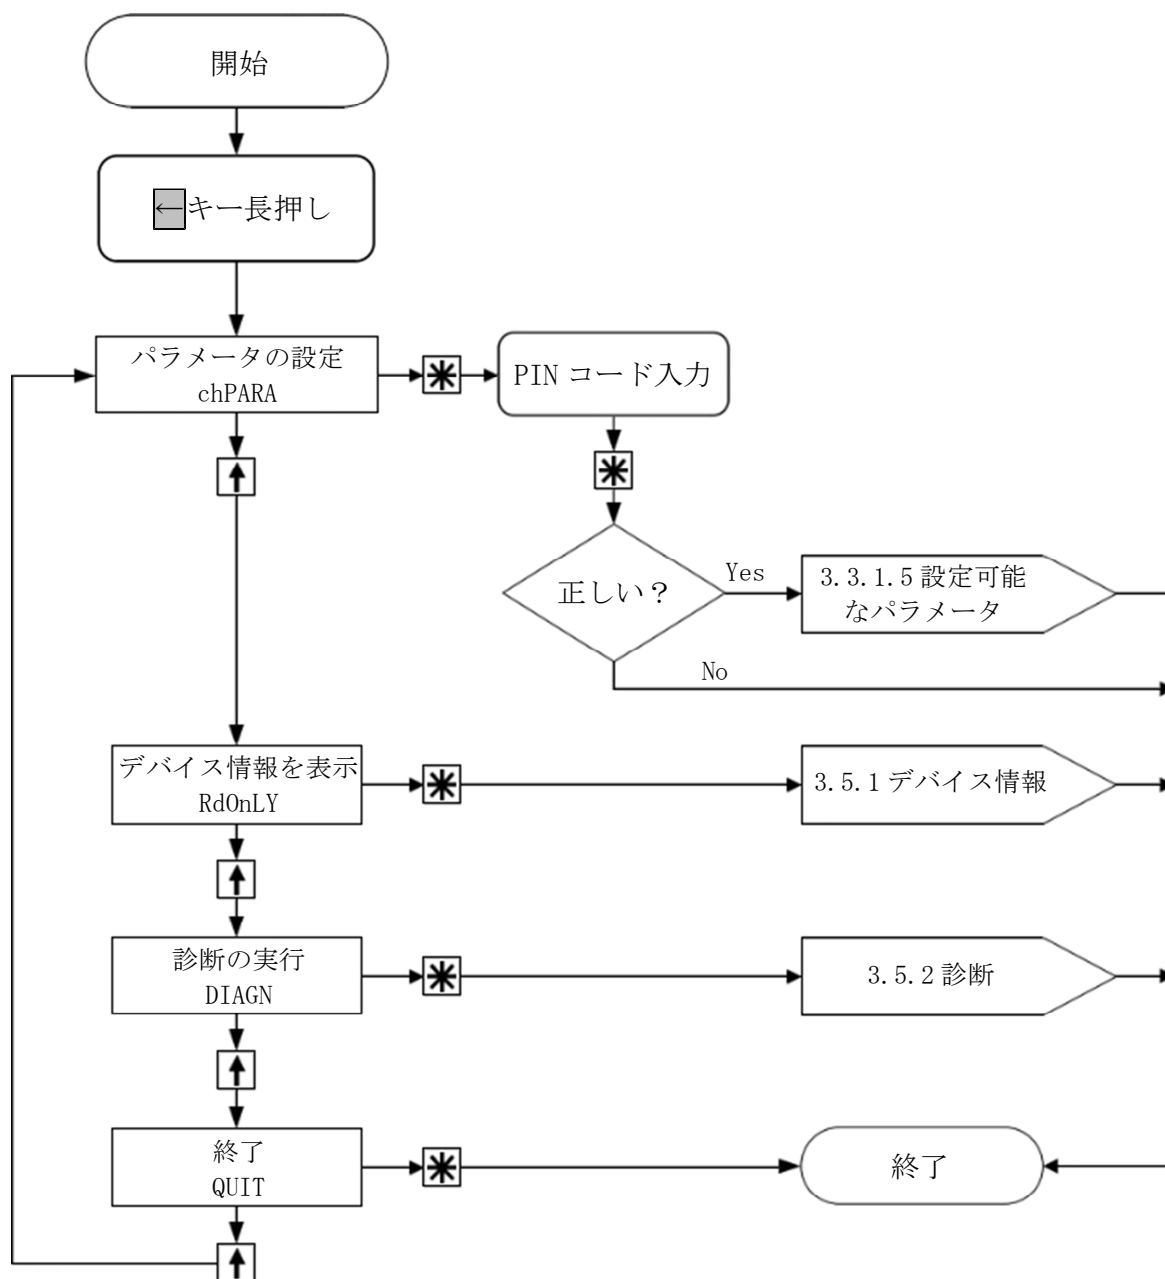 開始
←キー長押し
パラメータの設定
chPARA
PIN コード入力
正しい？
Yes
3.3.1.5 設定可能
なパラメータ
No
デバイス情報を表示
RdOnLY
3.5.1 デバイス情報
診断の実行
DIAGN
3.5.2 診断
終了
QUIT
終了